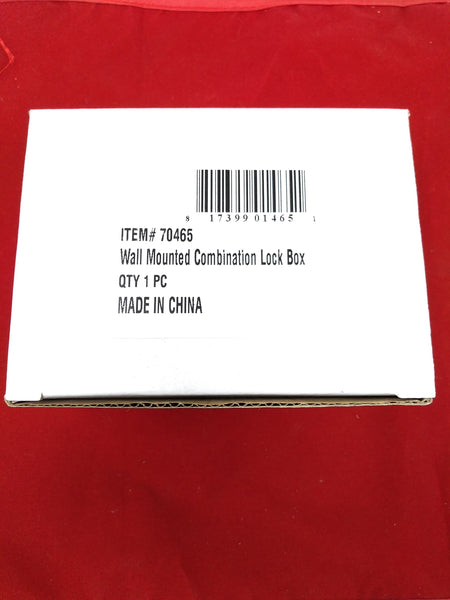 8 17399 01465 1
ITEM# 70465
Wall Mounted Combination Lock Box
QTY 1 PC
MADE IN CHINA